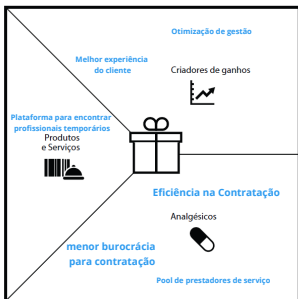 Otimização de gestão
Melhor experiência
do cliente
Criadores de ganhos
Plataforma para encontrar
profissionais temporários
Produtos
e Serviços
Eficiência na Contratação
Analgésicos
menor burocrácia
para contratação
Pool de prestadores de serviço